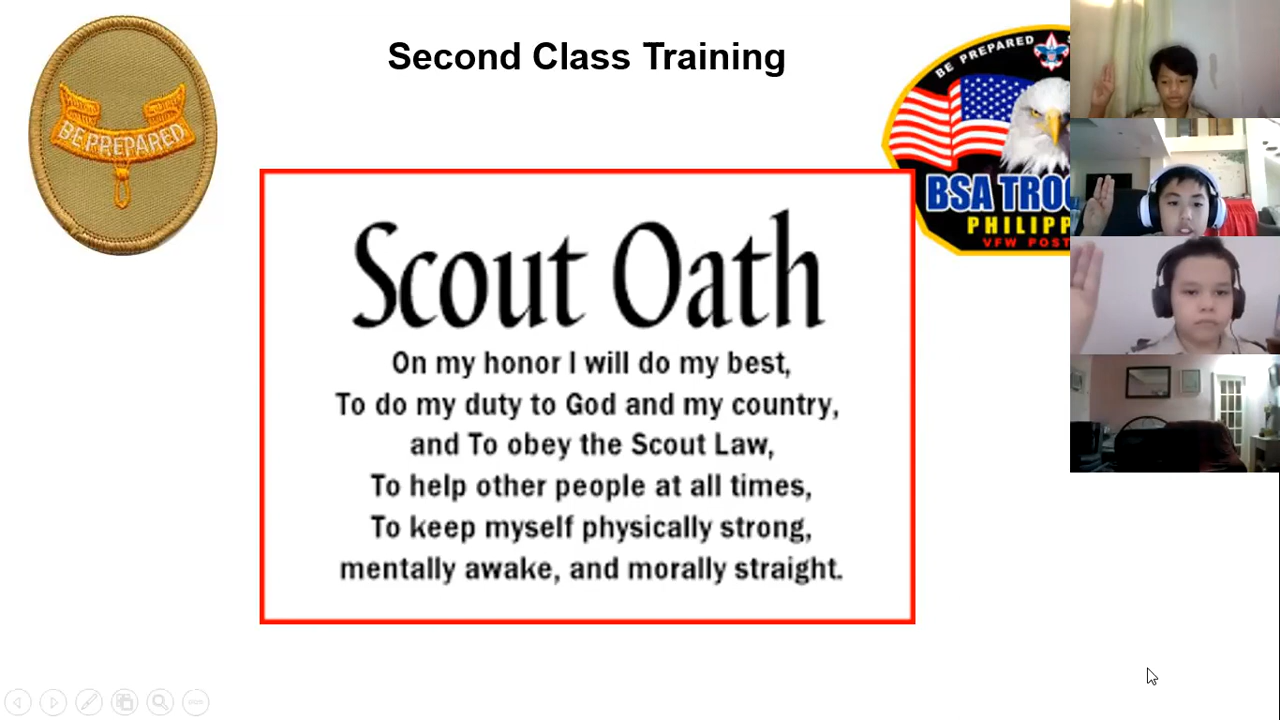 Second Class Training
BE PREPARED
BE PREPARED
BSA
PHILIPP
VFW POST
Scout Oath
On my honor I will do my best,
To do my duty to God and my country,
and To obey the Scout Law,
To help other people at all times,
To keep myself physically strong,
mentally awake, and morally straight.